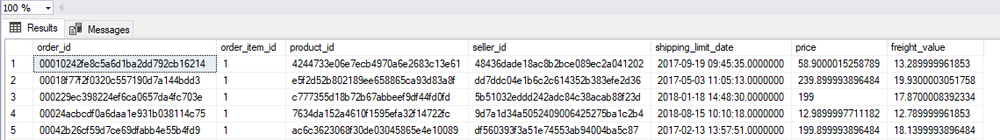 100 %
Results Messages
order_id order_item_id product_id seller_id shipping_limit_date price freight_value
1 00010242fe8c5a6d1ba2dd792cb16214 1 4244733e06e7ecb4970a6e2683c13e61 48436dade18ac8b2bce089ec2a041202 2017-09-19 09:45:35.0000000 58.9000015258789 13.289999961853
2 00018f77f2f0320c557190d7a144bdd3 1 e5f2d52b802189ee658865ca93d83a8f dd7ddc04e1b6c2c614352b383efe2d36 2017-05-03 11:05:13.0000000 239.899993896484 19.9300003051758
3 000229ec398224ef6ca0657da4fc703e 1 c777355d18b72b67abbeef9df44fd0fd 5b51032eddd242adc84c38acab88f23d 2018-01-18 14:48:30.0000000 199 17.8700008392334
4 00024acbcdf0a6daa1e931b038114c75 1 7634da152a4610f1595efa32f14722fc 9d7a1d34a5052409006425275ba1c2b4 2018-08-15 10:10:18.0000000 12.9899997711182 12.789999961853
5 00042b26cf59d7ce69dfabb4e55b4fd9 1 ac6c3623068f30de03045865e4e10089 df560393f3a51e74553ab94004ba5c87 2017-02-13 13:57:51.0000000 199.899993896484 18.1399993896484